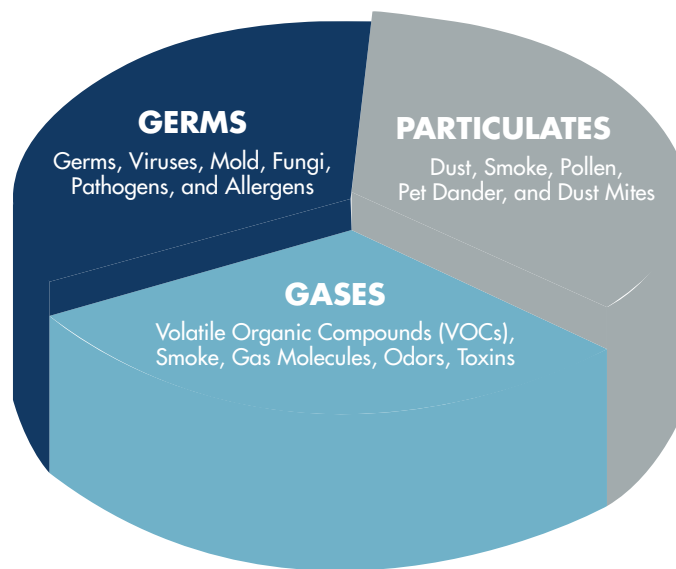 GERMS
Germs, Viruses, Mold, Fungi,
Pathogens, and Allergens
PARTICULATES
Dust, Smoke, Pollen,
Pet Dander, and Dust Mites
GASES
Volatile Organic Compounds (VOCs),
Smoke, Gas Molecules, Odors, Toxins